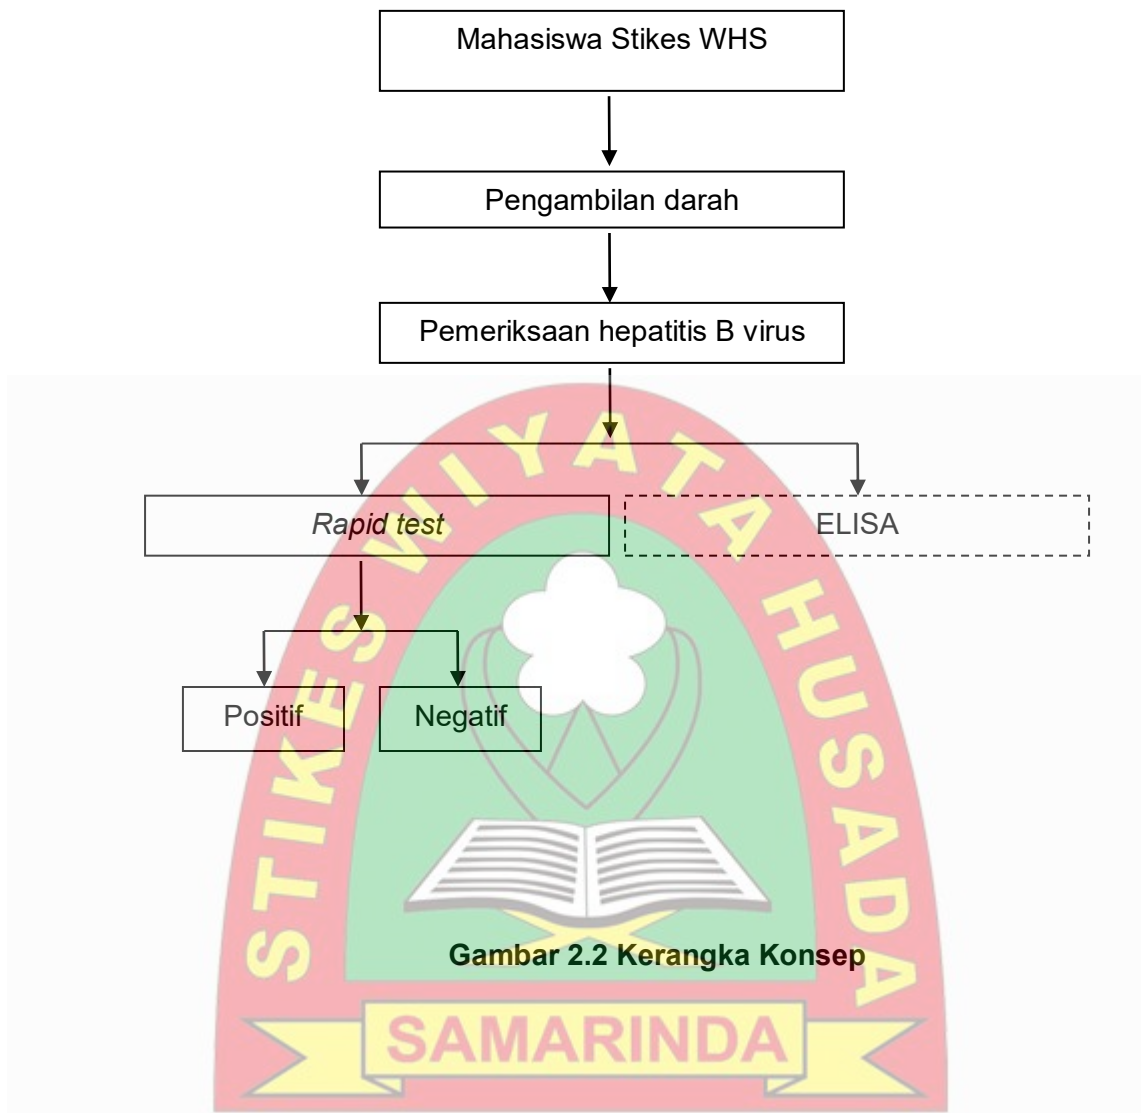 Mahasiswa Stikes WHS
Pengambilan darah
Pemeriksaan hepatitis B virus
Rapid test
ELISA
Positif
Negatif
Gambar 2.2 Kerangka Konsep
STIKES WIYATA HUSADA
SAMARINDA